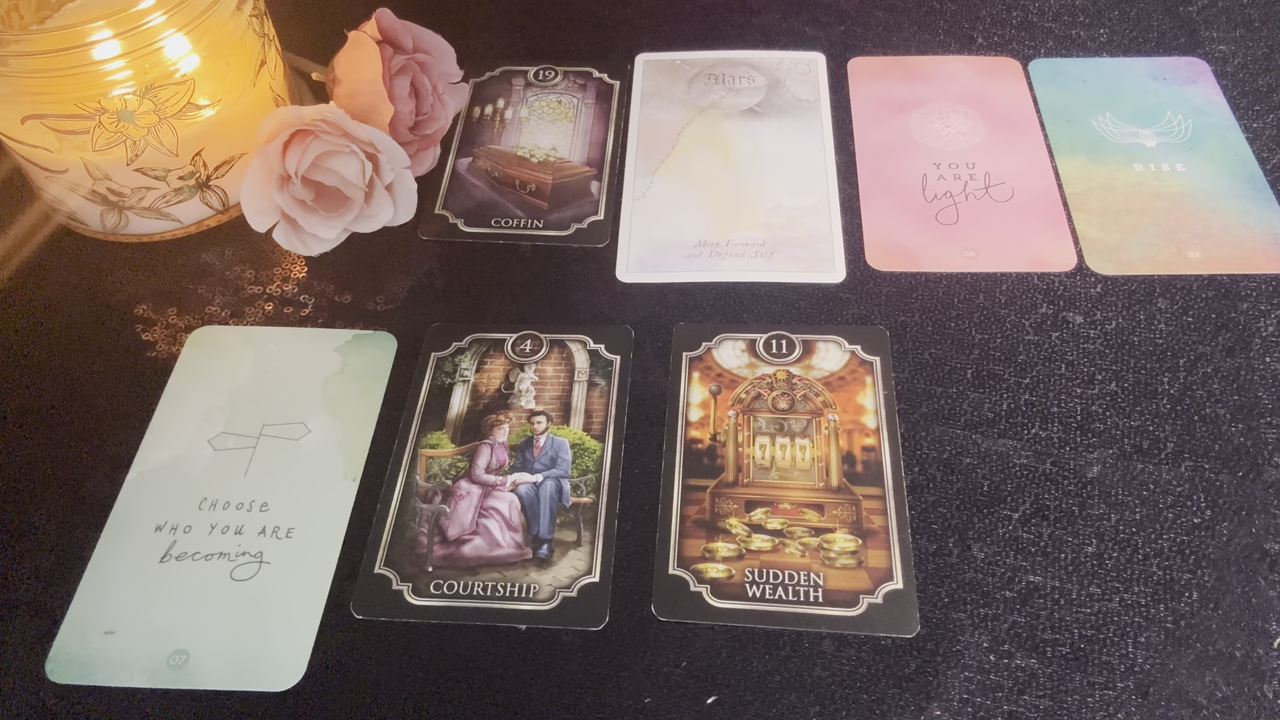 19
COFFIN
Mars
Move Forward
and Defend Self
YOU
ARE
light
RISE
CHOOSE
WHO YOU ARE
becoming
07
4
COURTSHIP
11
777
SUDDEN
WEALTH